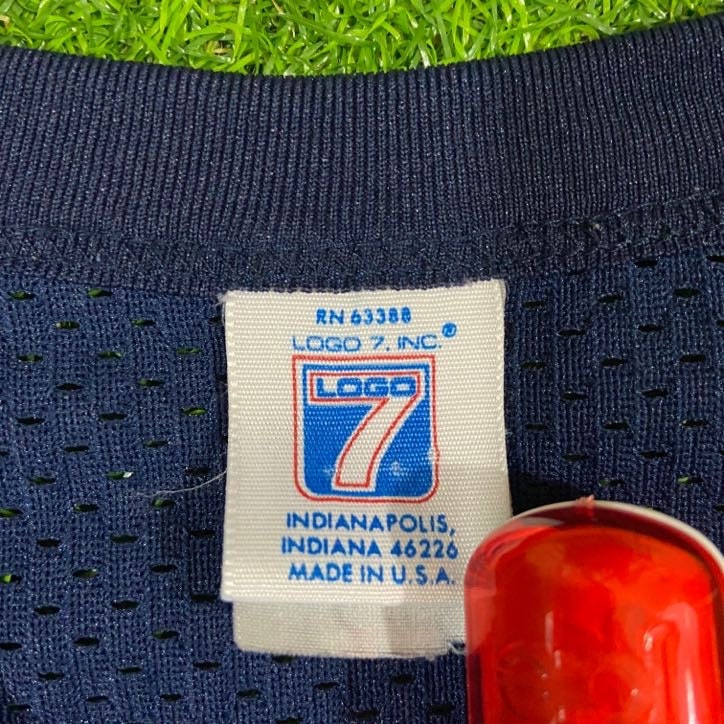 RN 63388
LOGO 7, INC.®
LOGO
7
INDIANAPOLIS,
INDIANA 46226
MADE IN U.S.A.